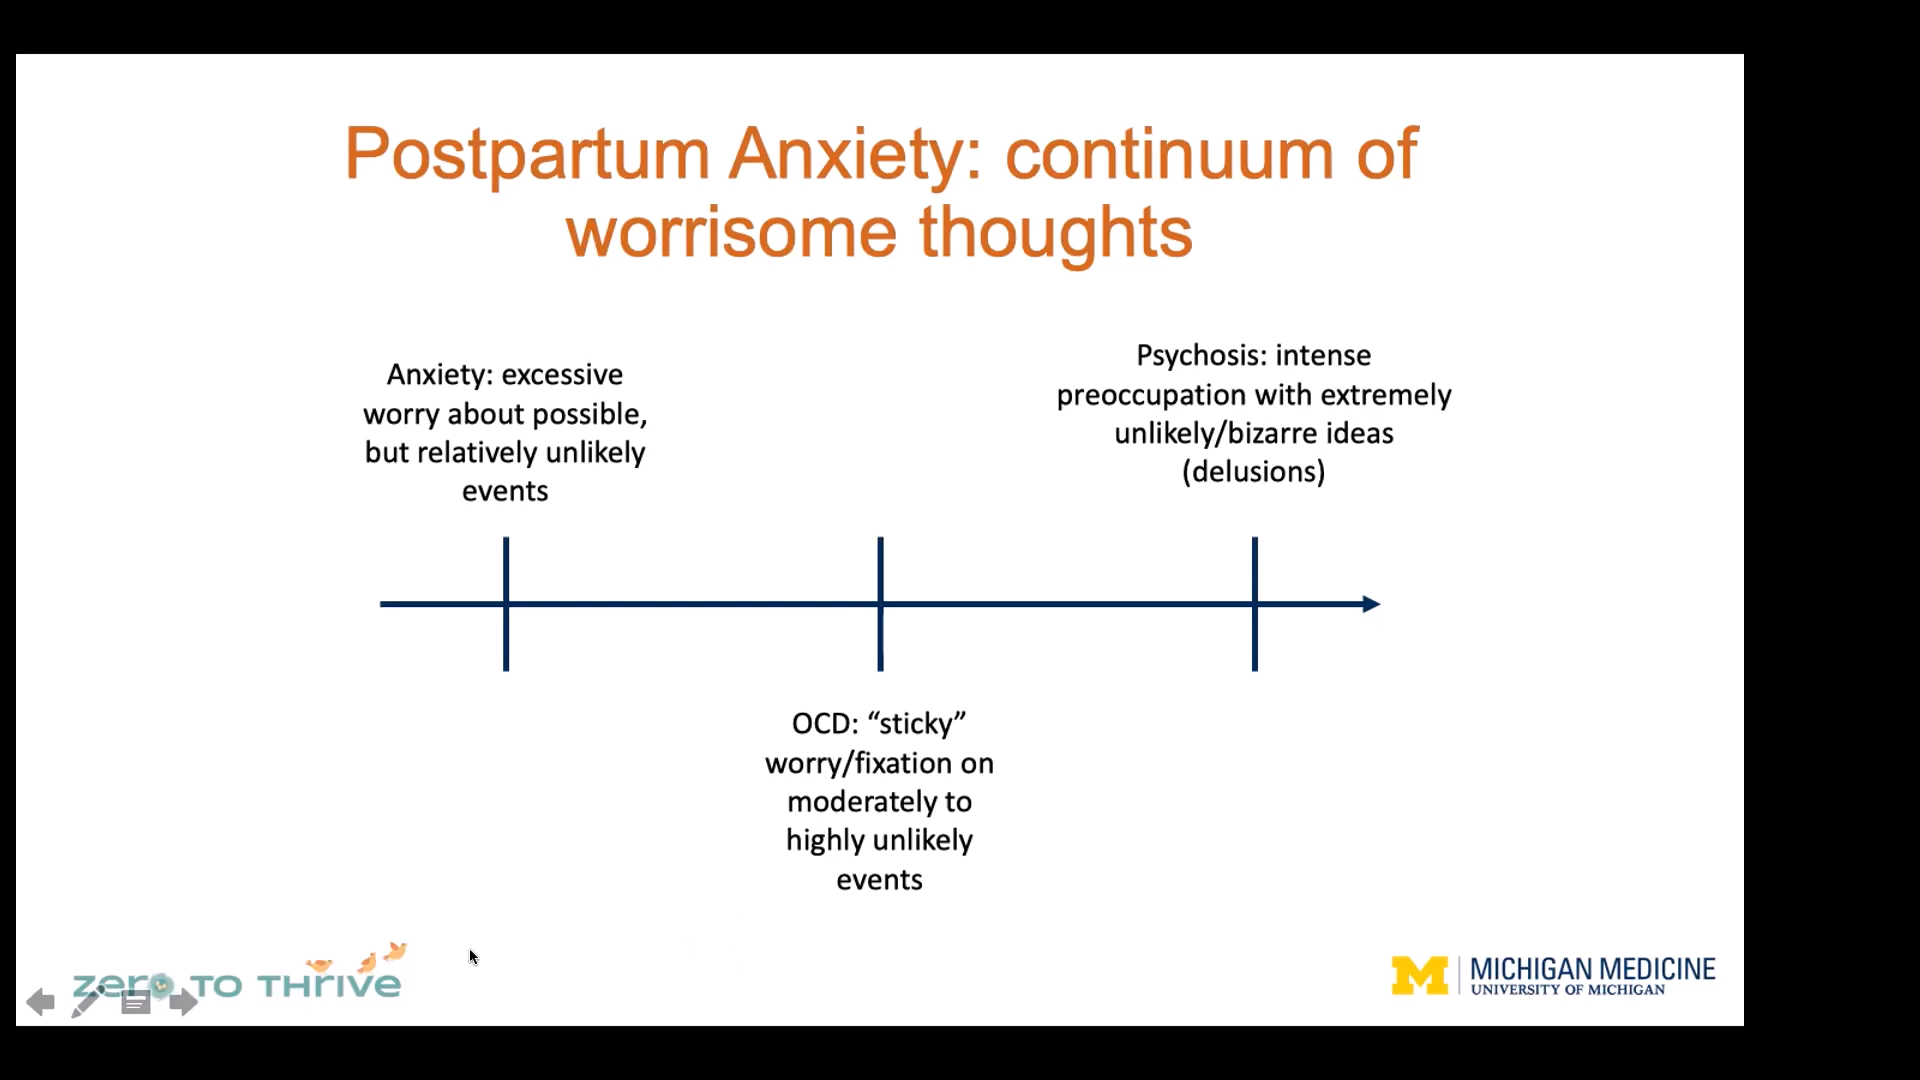 Postpartum Anxiety: continuum of
worrisome thoughts
Anxiety: excessive
worry about possible,
but relatively unlikely
events
Psychosis: intense
preoccupation with extremely
unlikely/bizarre ideas
(delusions)
OCD: “sticky”
worry/fixation on
moderately to
highly unlikely
events
zero TO THrive
M MICHIGAN MEDICINE
UNIVERSITY OF MICHIGAN